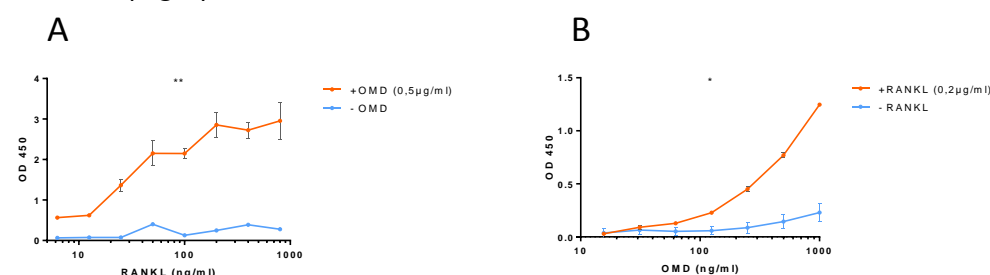 A
**
4
3
2
1
0
OD 450
10
100
1000
RANKL (ng/ml)
+OMD (0,5µg/ml)
- OMD
B
*
1.5
1.0
0.5
0.0
OD 450
10
100
1000
OMD (ng/ml)
+RANKL (0,2µg/ml)
- RANKL